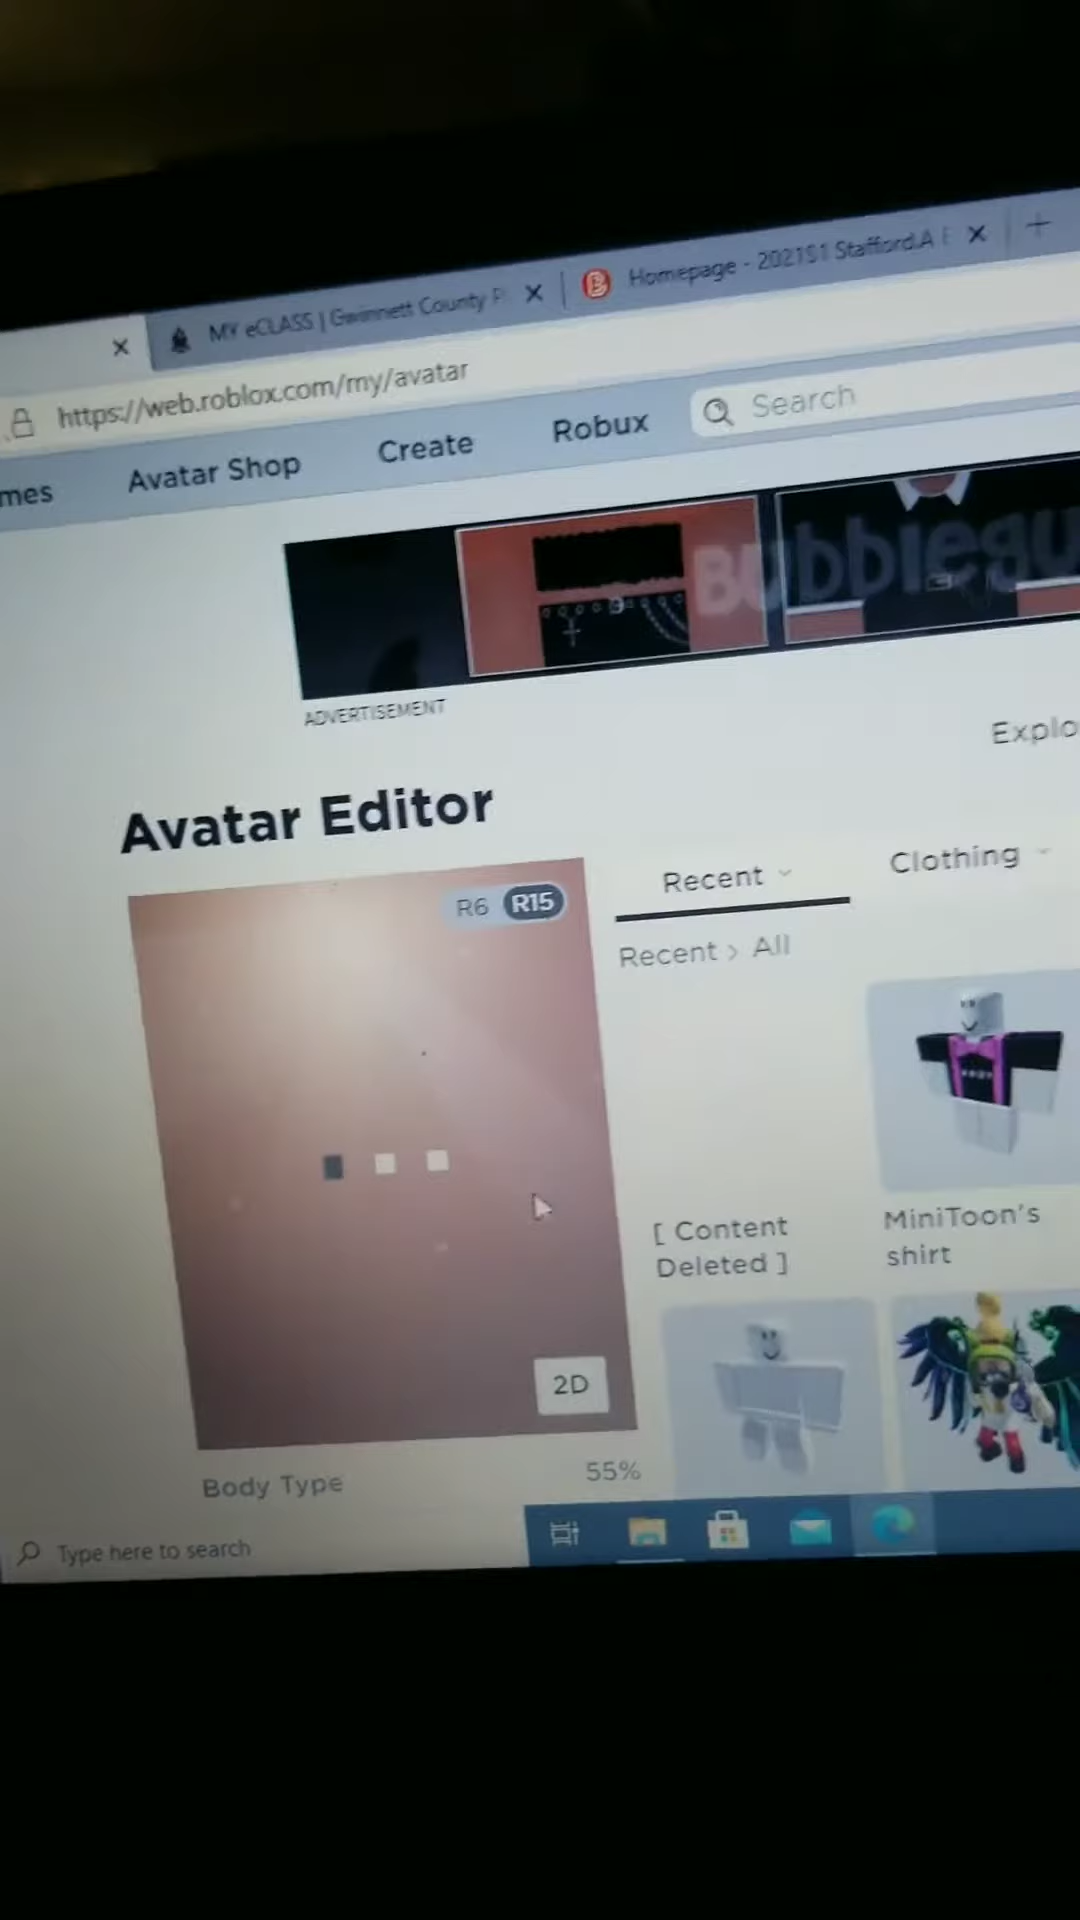 MY eCLASS | Gwinnett County P
Homepage - 2021S1 Stafford.A E
https://web.roblox.com/my/avatar
mes
Avatar Shop
Create
Robux
Search
Bubblegu
ADVERTISEMENT
Explo
Avatar Editor
R6
R15
Recent
Clothing
Recent > All
[ Content
Deleted ]
MiniToon's
shirt
2D
Body Type
55%
Type here to search